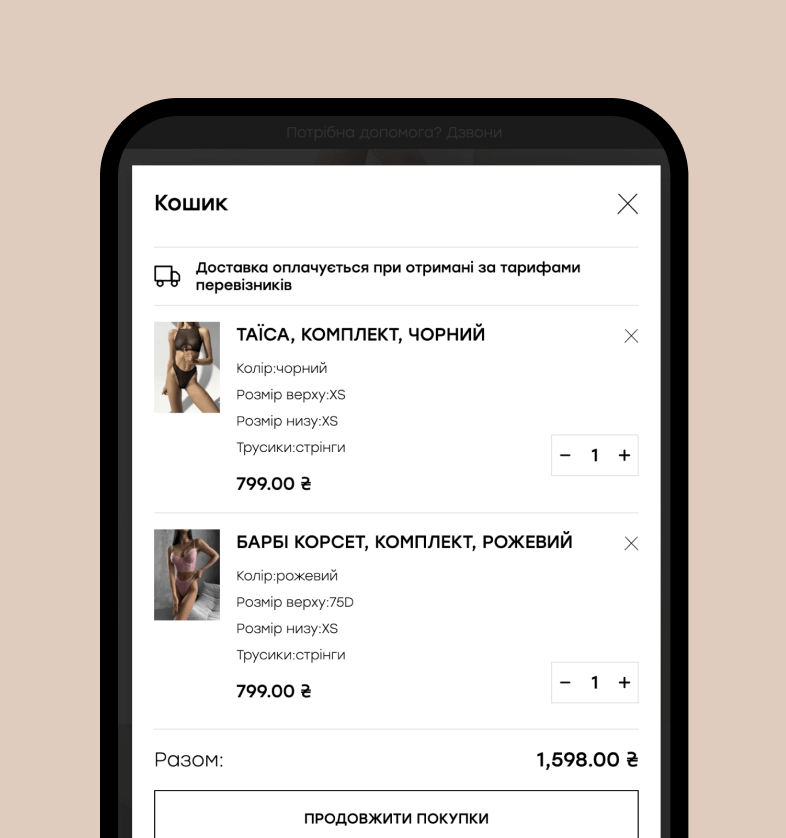 Потрібна допомога? Дзвони
Кошик
Доставка оплачується при отримані за тарифами
перевізників
ТАЇСА, КОМПЛЕКТ, ЧОРНИЙ
Колір:чорний
Розмір верху:XS
Розмір низу:XS
Трусики:стрінги
− 1 +
799.00 ₴
БАРБІ КОРСЕТ, КОМПЛЕКТ, РОЖЕВИЙ
Колір:рожевий
Розмір верху:75D
Розмір низу:XS
Трусики:стрінги
− 1 +
799.00 ₴
Разом: 1,598.00 ₴
ПРОДОВЖИТИ ПОКУПКИ